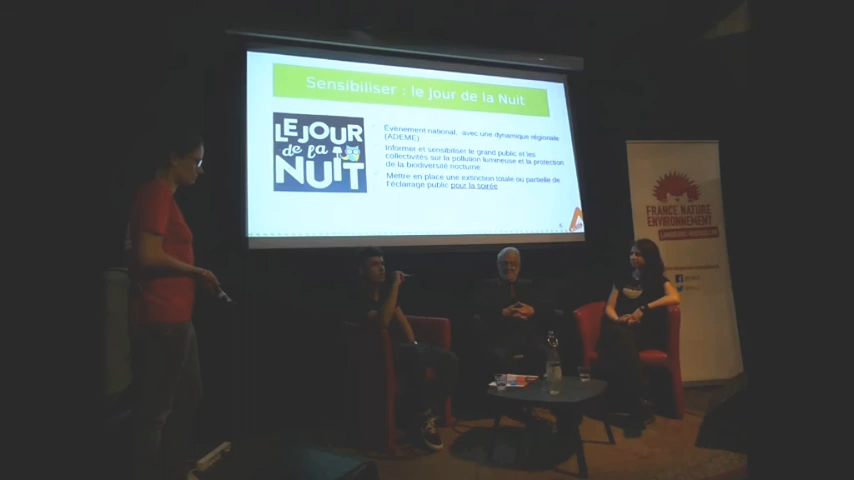 Sensibiliser : le Jour de la Nuit
LE JOUR
de la
NUIT
Evènement national, avec une dynamique régionale
(ADEME)
Informer et sensibiliser le grand public et les
collectivités sur la pollution lumineuse et la protection
de la biodiversité nocturne
Mettre en place une extinction totale ou partielle de
l'éclairage public pour la soirée
FRANCE NATURE
ENVIRONNEMENT